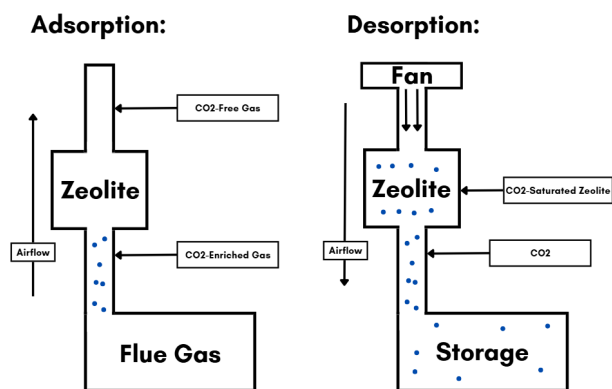 Adsorption:
CO2-Free Gas
Zeolite
Airflow
CO2-Enriched Gas
Flue Gas
Desorption:
Fan
Zeolite
CO2-Saturated Zeolite
Airflow
CO2
Storage